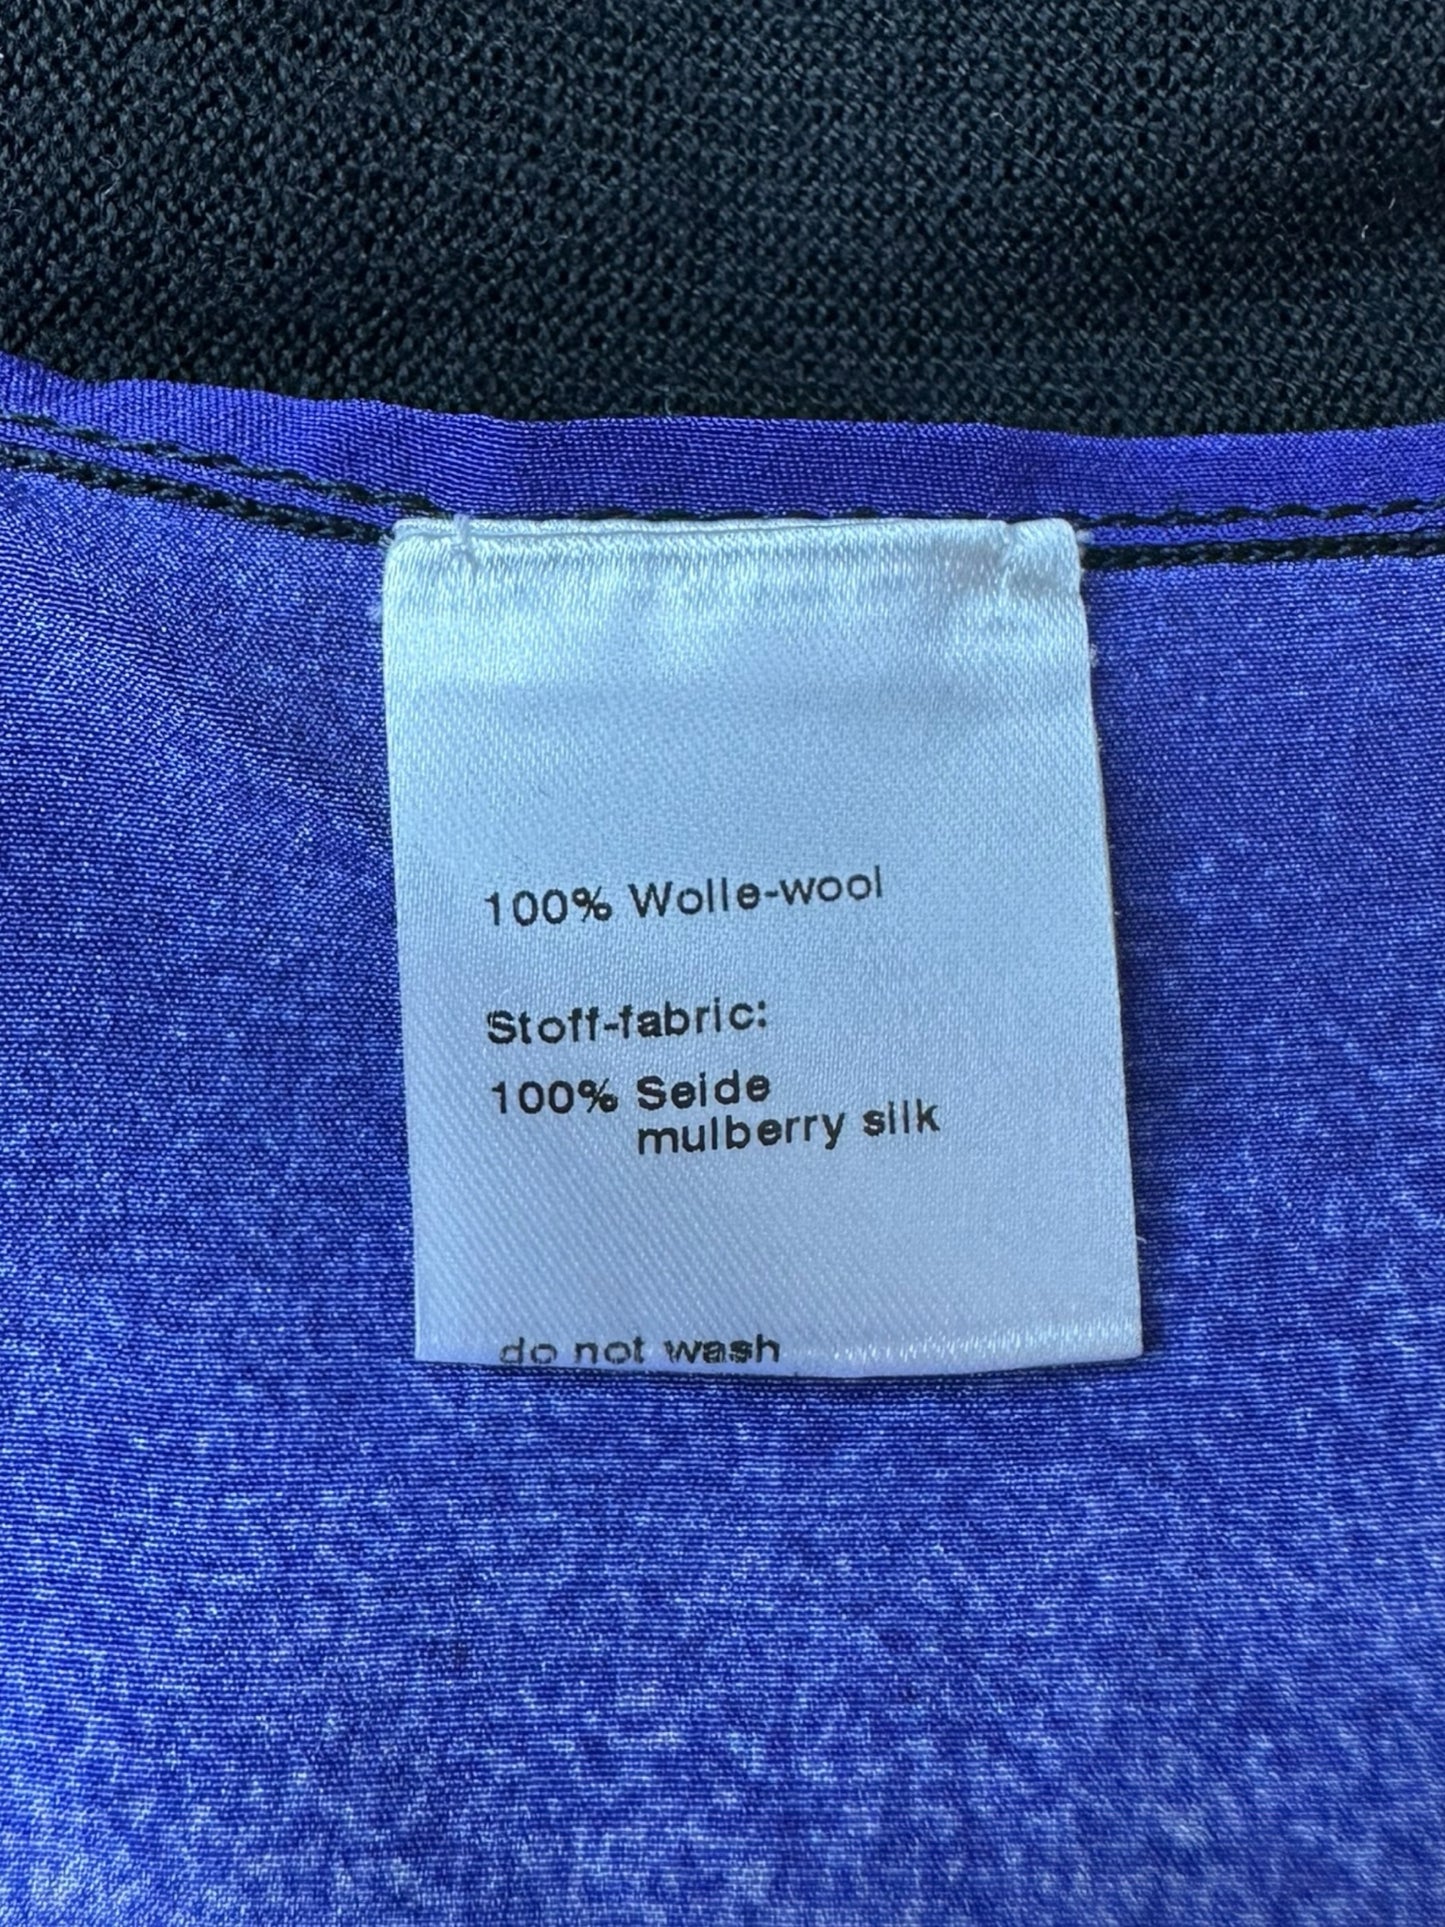 100% Wolle-wool
Stoff-fabric:
100% Seide
mulberry silk
do not wash